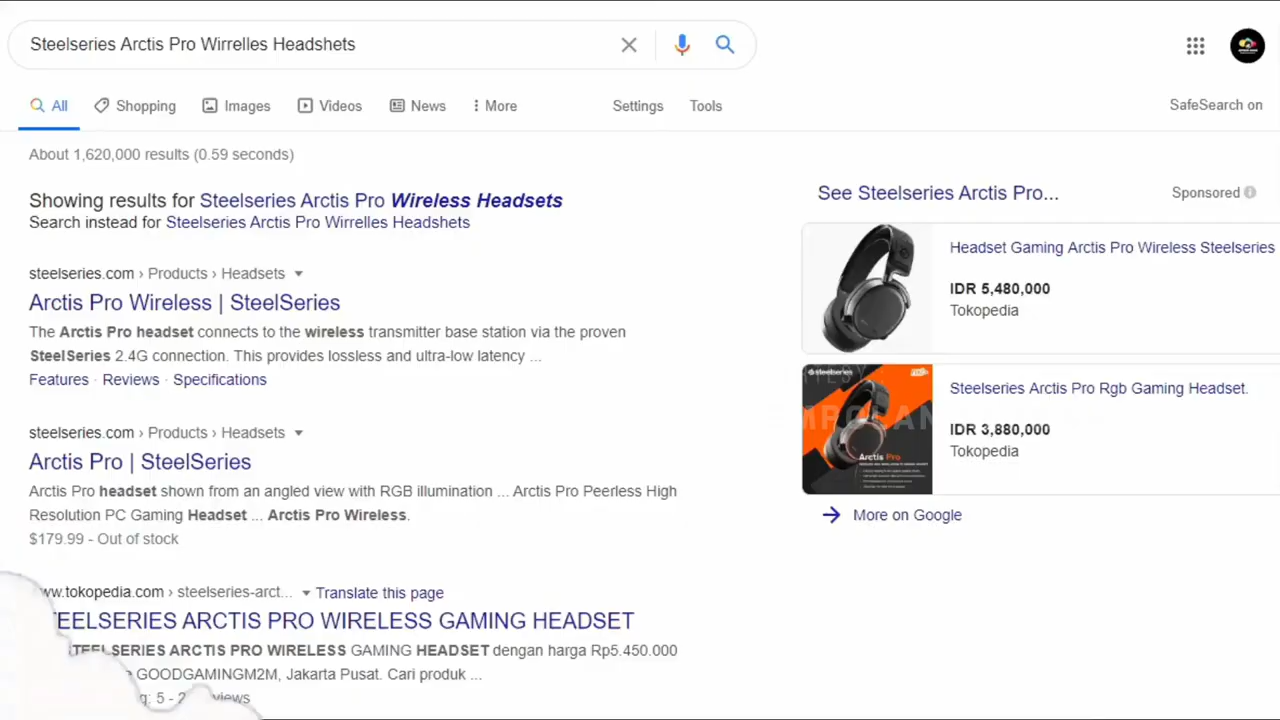 Steelseries Arctis Pro Wirrelles Headshets
All Shopping Images Videos News More Settings Tools
SafeSearch on
About 1,620,000 results (0.59 seconds)
Showing results for Steelseries Arctis Pro Wireless Headsets
Search instead for Steelseries Arctis Pro Wirrelles Headshets
steelseries.com › Products › Headsets
Arctis Pro Wireless | SteelSeries
The Arctis Pro headset connects to the wireless transmitter base station via the proven
SteelSeries 2.4G connection. This provides lossless and ultra-low latency ...
Features · Reviews · Specifications
steelseries.com › Products › Headsets
Arctis Pro | SteelSeries
Arctis Pro headset shown from an angled view with RGB illumination ... Arctis Pro Peerless High
Resolution PC Gaming Headset ... Arctis Pro Wireless.
$179.99 - Out of stock
ww.tokopedia.com › steelseries-arct... Translate this page
EELSERIES ARCTIS PRO WIRELESS GAMING HEADSET
TEELSERIES ARCTIS PRO WIRELESS GAMING HEADSET dengan harga Rp5.450.000
GOODGAMINGM2M, Jakarta Pusat. Cari produk ...
g: 5 - 2 views
See Steelseries Arctis Pro...
Sponsored
Headset Gaming Arctis Pro Wireless Steelseries
IDR 5,480,000
Tokopedia
steelseries
Arctis Pro
Steelseries Arctis Pro Rgb Gaming Headset.
IDR 3,880,000
Tokopedia
More on Google